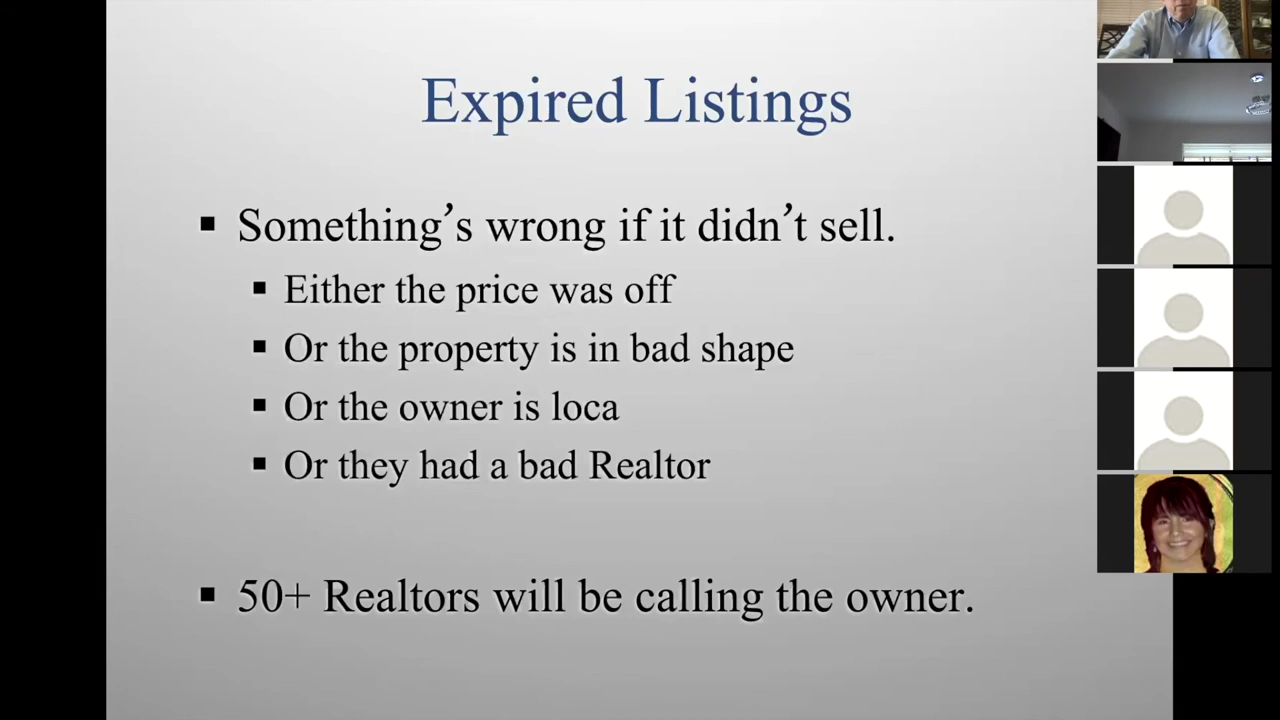 Expired Listings
▪ Something’s wrong if it didn’t sell.
▪ Either the price was off
▪ Or the property is in bad shape
▪ Or the owner is loca
▪ Or they had a bad Realtor
▪ 50+ Realtors will be calling the owner.